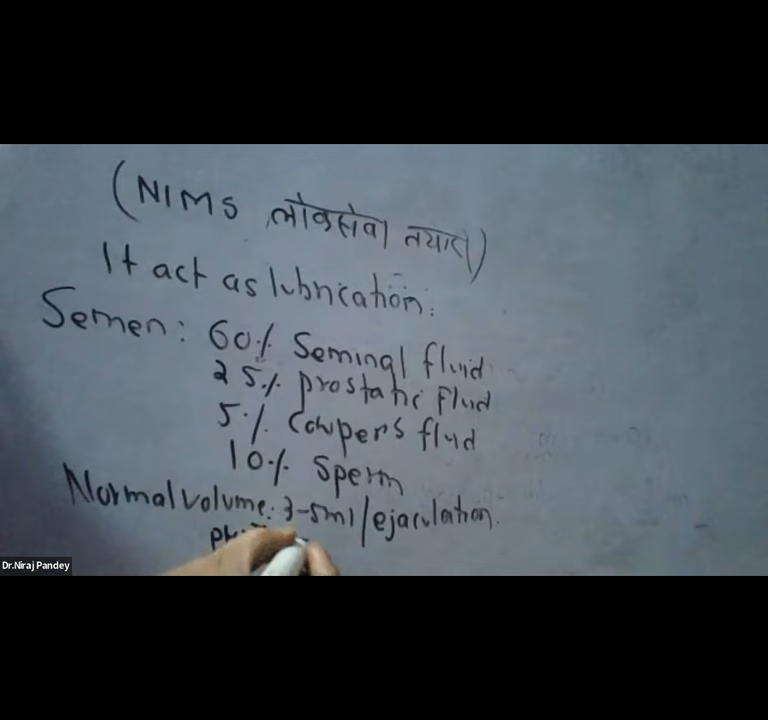 (NIMS लोकसेवा तयारी)
It act as lubrication.
Semen: 60% Seminal fluid
25% prostatic fluid
5% Cowpers fluid
10% Sperm
Normal volume: 3-5ml/ejaculation.
PH:
Dr.Niraj Pandey